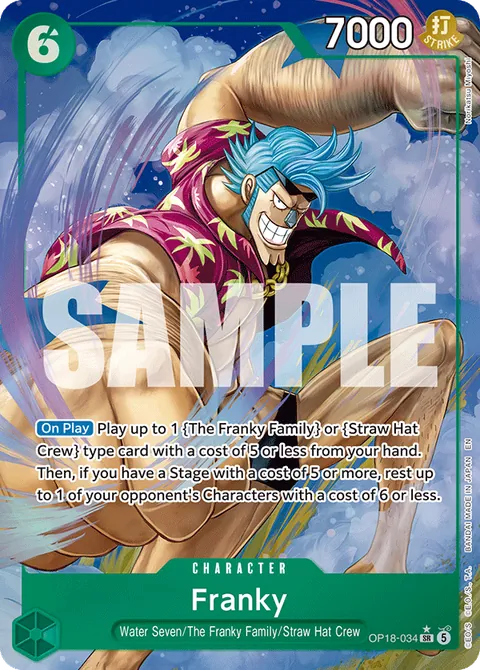 6
7000
打
STRIKE
Norikatsu Miyoshi
SAMPLE
On Play Play up to 1 {The Franky Family} or {Straw Hat
Crew} type card with a cost of 5 or less from your hand.
Then, if you have a Stage with a cost of 5 or more, rest up
to 1 of your opponent's Characters with a cost of 6 or less.
BANDAI MADE IN JAPAN EN
©E.O./S., T.A.
CHARACTER
Franky
Water Seven/The Franky Family/Straw Hat Crew
OP18-034 ★ SR 5